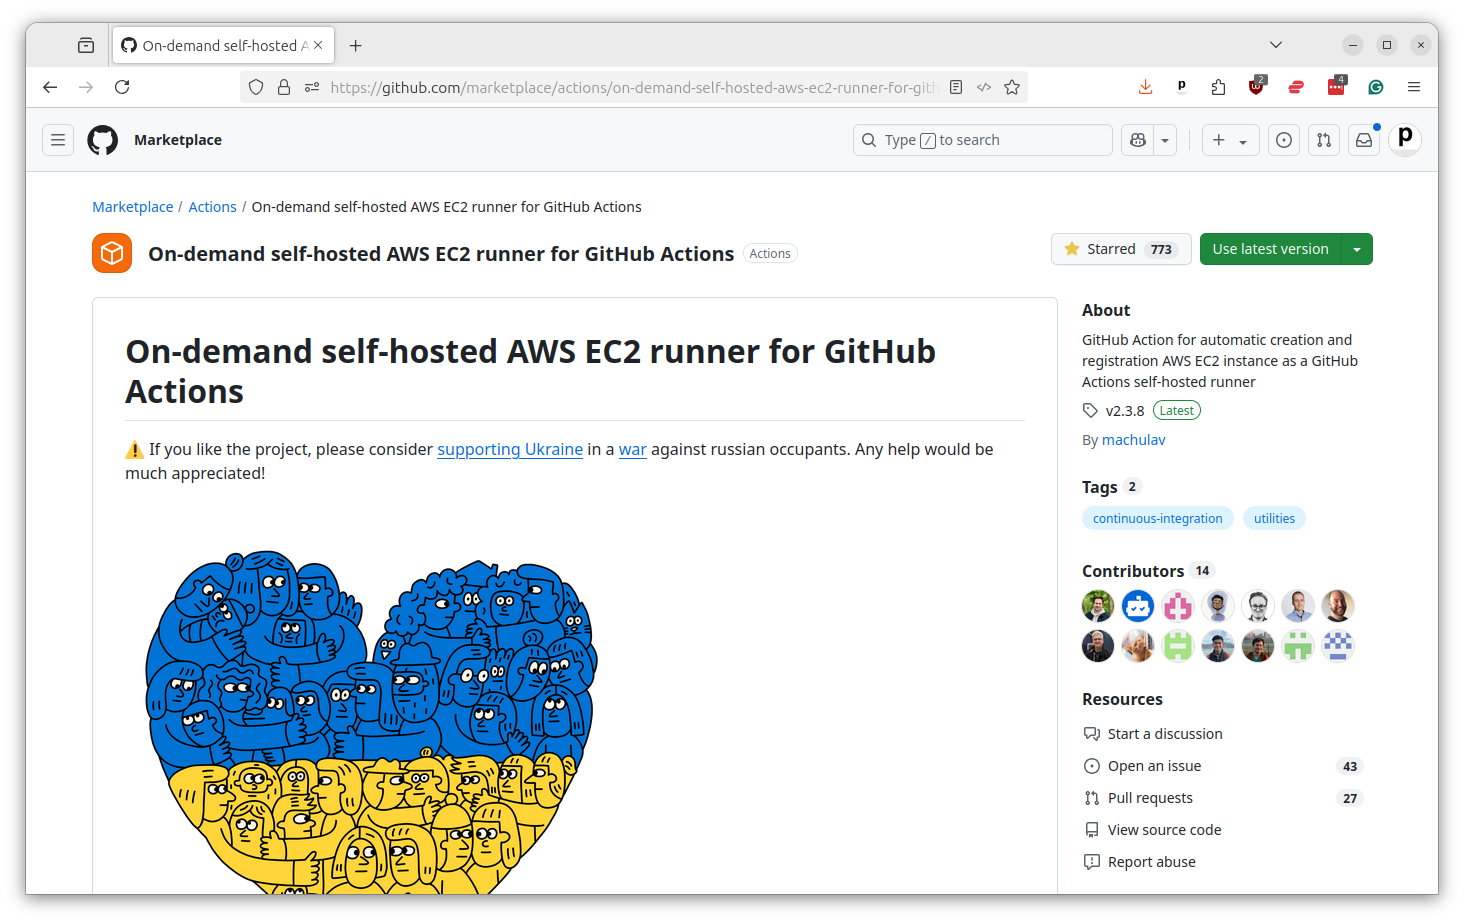 On-demand self-hosted A
https://github.com/marketplace/actions/on-demand-self-hosted-aws-ec2-runner-for-gith
p
2
4
Marketplace
Type / to search
p
Marketplace / Actions / On-demand self-hosted AWS EC2 runner for GitHub Actions
On-demand self-hosted AWS EC2 runner for GitHub Actions
Actions
Starred 773
Use latest version
On-demand self-hosted AWS EC2 runner for GitHub
Actions
⚠️ If you like the project, please consider supporting Ukraine in a war against russian occupants. Any help would be
much appreciated!
About
GitHub Action for automatic creation and
registration AWS EC2 instance as a GitHub
Actions self-hosted runner
v2.3.8 Latest
By machulav
Tags 2
continuous-integration
utilities
Contributors 14
Resources
Start a discussion
Open an issue 43
Pull requests 27
View source code
Report abuse